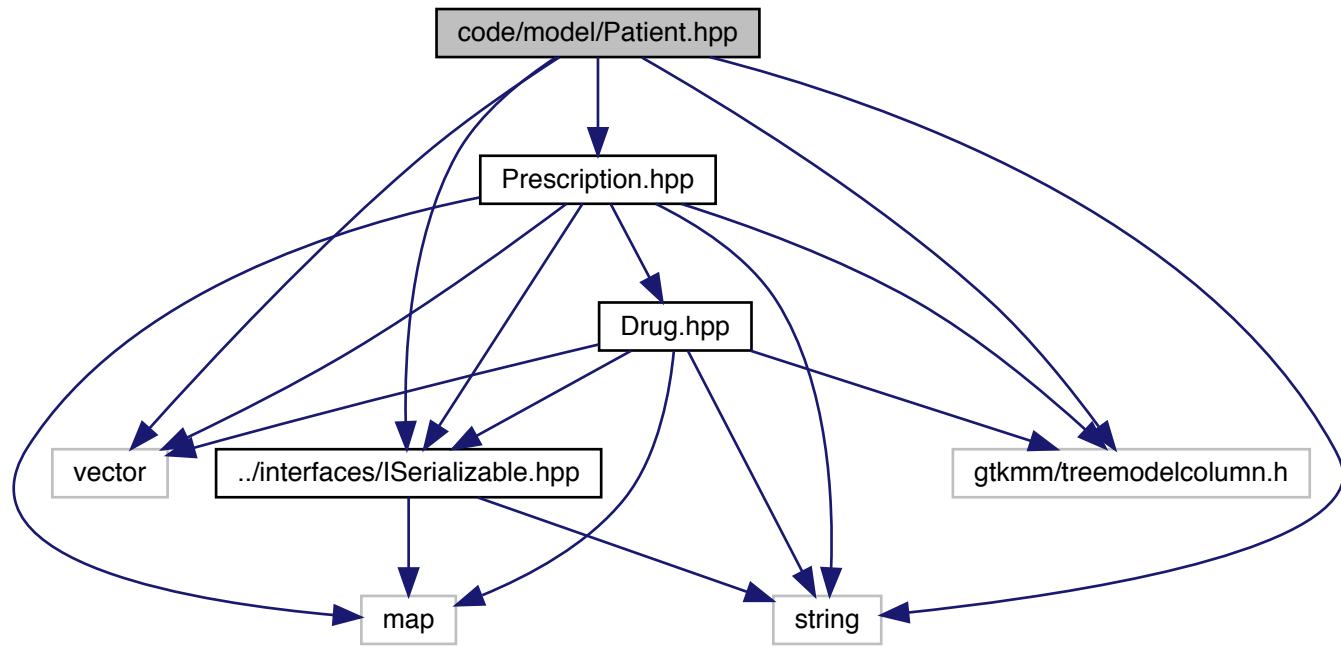 code/model/Patient.hpp
Prescription.hpp
Drug.hpp
vector
../interfaces/ISerializable.hpp
gtkmm/treemodelcolumn.h
map
string